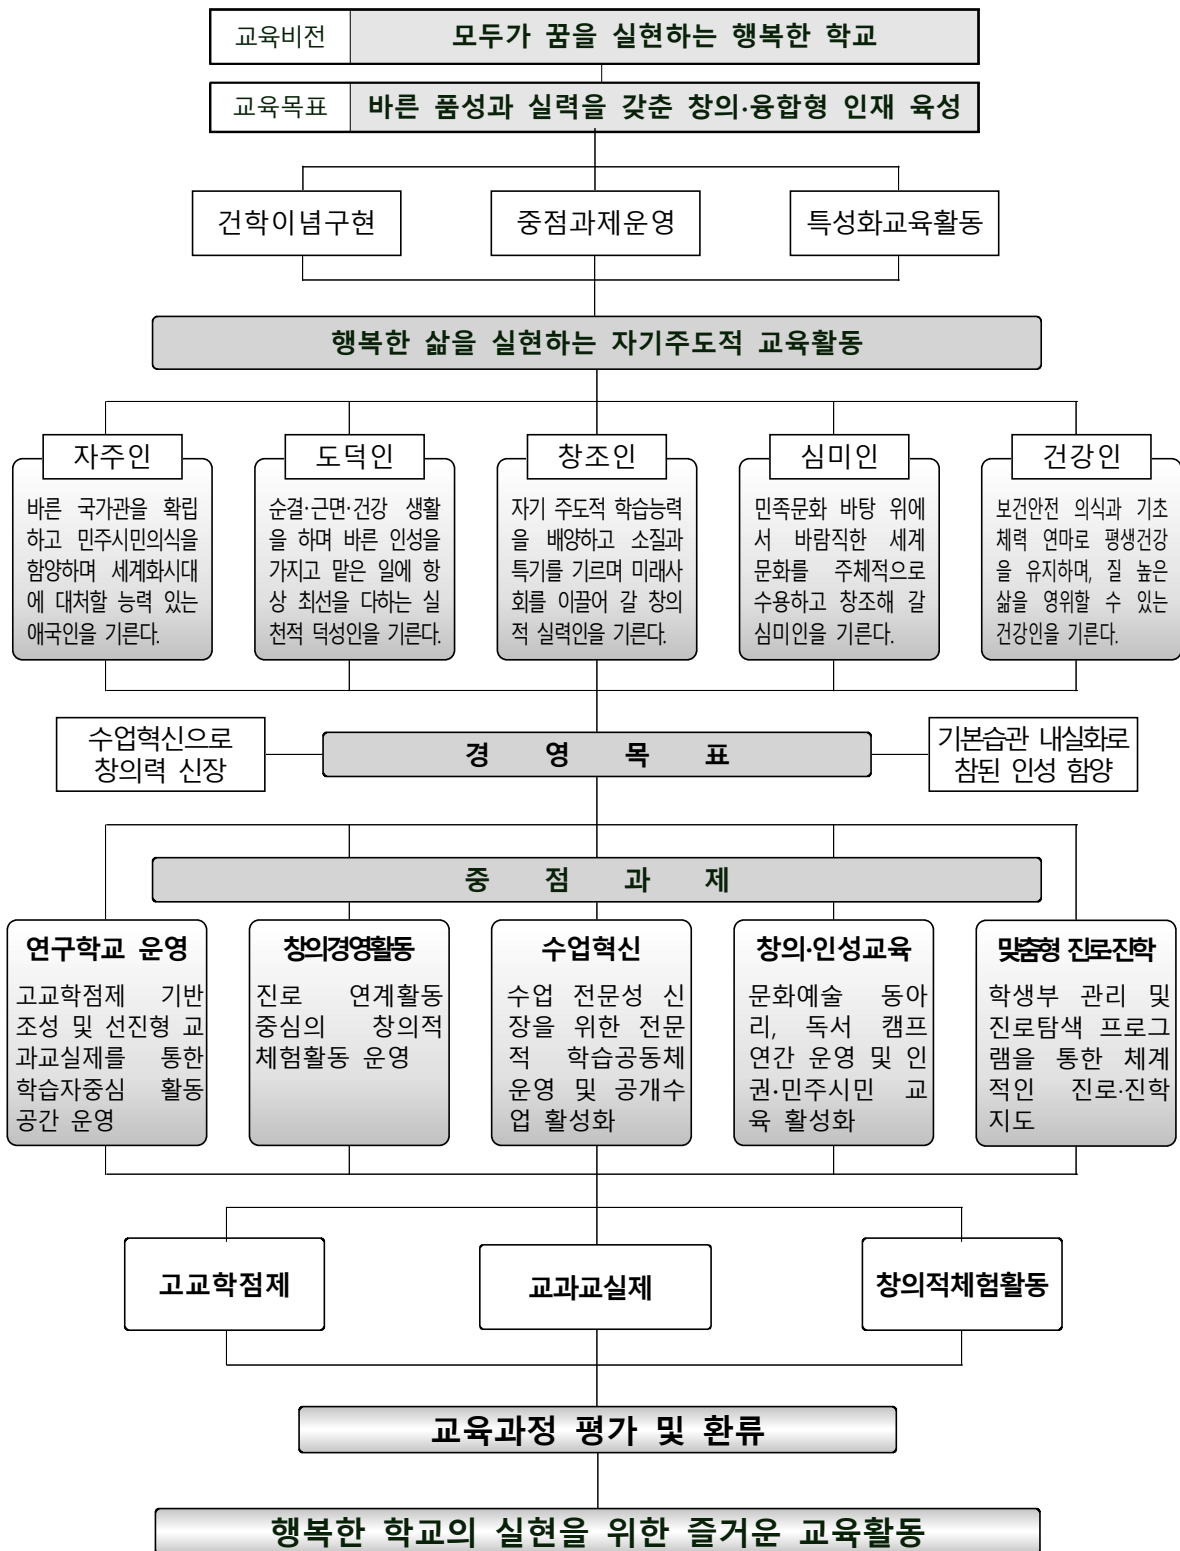 교육비전 모두가 꿈을 실현하는 행복한 학교
교육목표 바른 품성과 실력을 갖춘 창의·융합형 인재 육성
건학이념구현
중점과제운영
특성화교육활동
행복한 삶을 실현하는 자기주도적 교육활동
자주인
바른 국가관을 확립
하고 민주시민의식을
함양하며 세계화시대
에 대처할 능력 있는
애국인을 기른다.
도덕인
순결·근면·건강 생활
을 하며 바른 인성을
가지고 맡은 일에 항
상 최선을 다하는 실
천적 덕성인을 기른다.
창조인
자기 주도적 학습능력
을 배양하고 소질과
특기를 기르며 미래사
회를 이끌어 갈 창의
적 실력인을 기른다.
심미인
민족문화 바탕 위에
서 바람직한 세계
문화를 주체적으로
수용하고 창조해 갈
심미인을 기른다.
건강인
보건안전 의식과 기초
체력 연마로 평생건강
을 유지하며, 질 높은
삶을 영위할 수 있는
건강인을 기른다.
수업혁신으로
창의력 신장
경 영 목 표
기본습관 내실화로
참된 인성 함양
중 점 과 제
연구학교 운영
고교학점제 기반
조성 및 선진형 교
과교실제를 통한
학습자중심 활동
공간 운영
창의경영활동
진로 연계활동
중심의 창의적
체험활동 운영
수업혁신
수업 전문성 신
장을 위한 전문
적 학습공동체
운영 및 공개수
업 활성화
창의·인성교육
문화예술 동아
리, 독서 캠프
연간 운영 및 인
권·민주시민 교
육 활성화
맞춤형 진로·진학
학생부 관리 및
진로탐색 프로그
램을 통한 체계
적인 진로·진학
지도
고교학점제
교과교실제
창의적체험활동
교육과정 평가 및 환류
행복한 학교의 실현을 위한 즐거운 교육활동